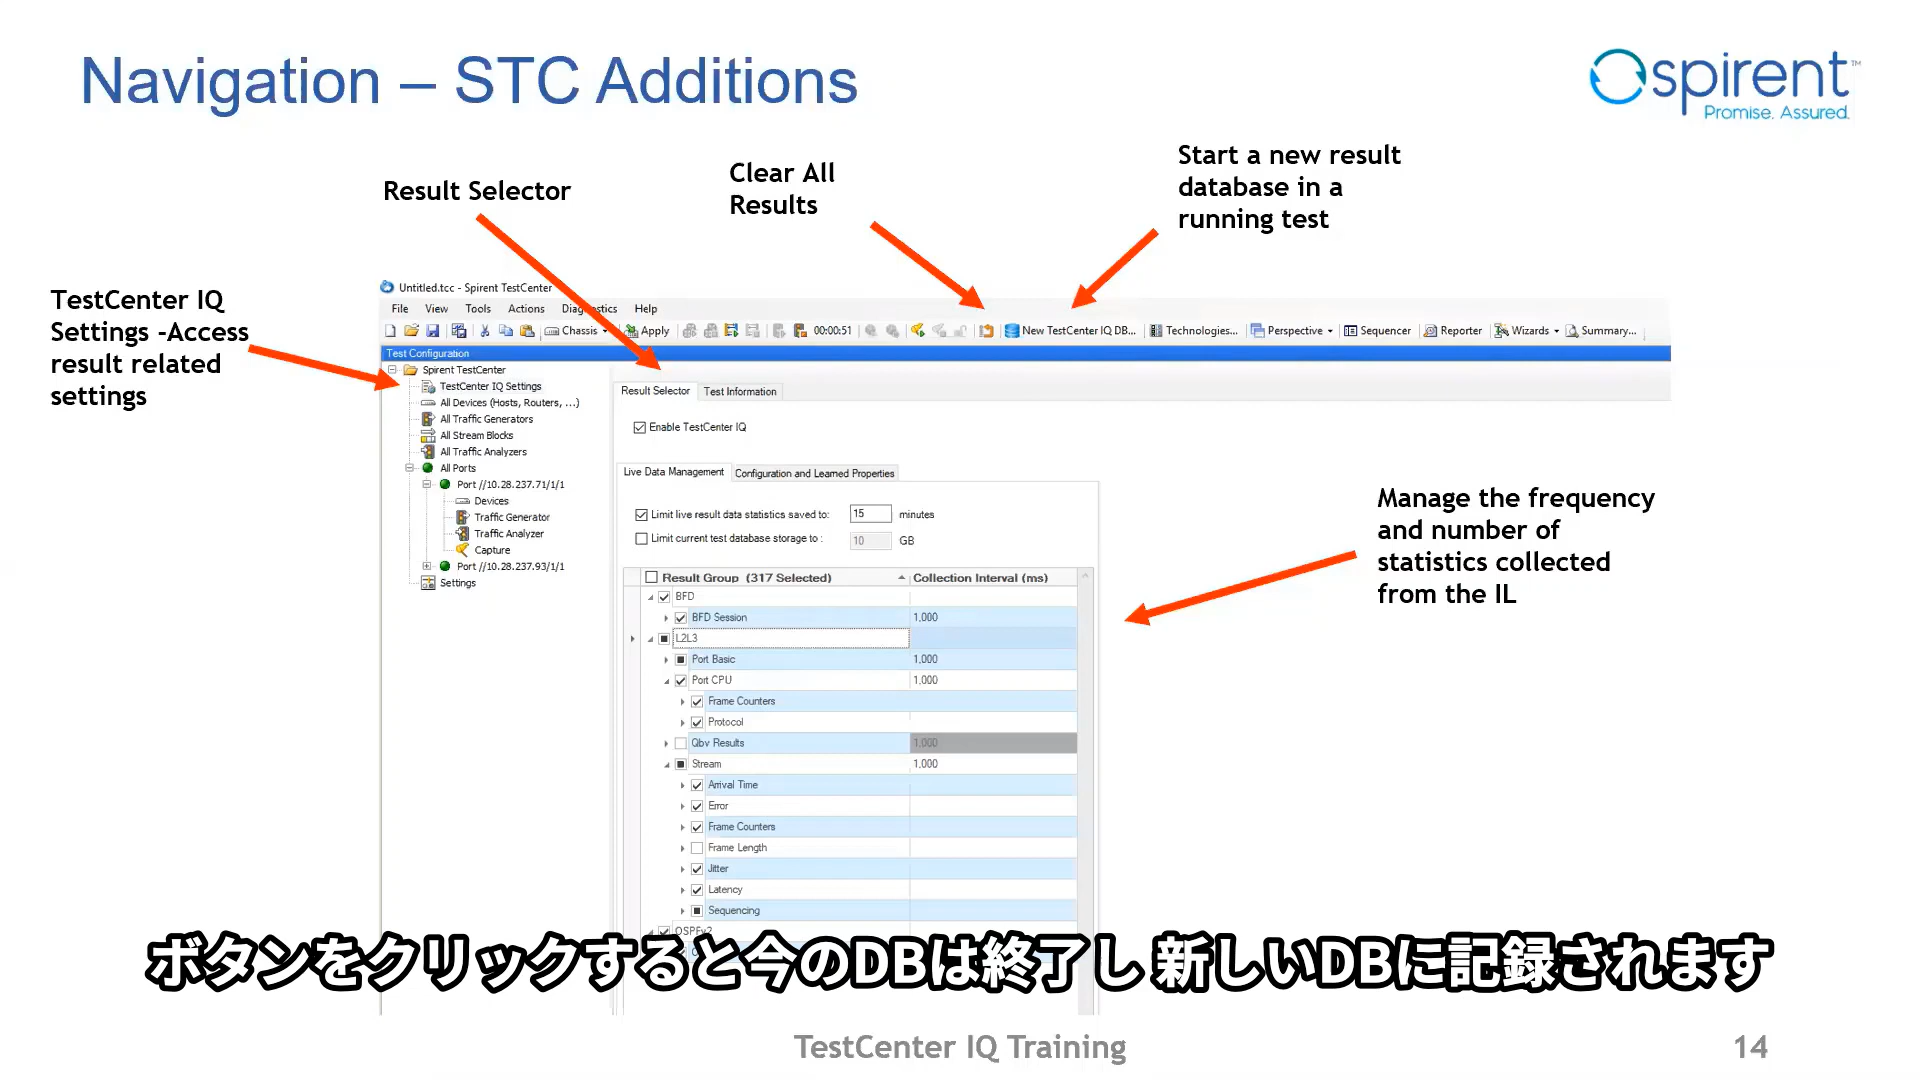 Navigation – STC Additions
spirent™
Promise. Assured.
Result Selector
Clear All
Results
Start a new result
database in a
running test
TestCenter IQ
Settings -Access
result related
settings
Manage the frequency
and number of
statistics collected
from the IL
Untitled.tcc - Spirent TestCenter
File View Tools Actions Diagnostics Help
Chassis Apply 00:00:51 New TestCenter IQ DB... Technologies... Perspective Sequencer Reporter Wizards Summary...
Test Configuration
Spirent TestCenter
TestCenter IQ Settings
All Devices (Hosts, Routers, ...)
All Traffic Generators
All Stream Blocks
All Traffic Analyzers
All Ports
Port //10.28.237.71/1/1
Devices
Traffic Generator
Traffic Analyzer
Capture
Port //10.28.237.93/1/1
Settings
Result Selector Test Information
Enable TestCenter IQ
Live Data Management Configuration and Learned Properties
Limit live result data statistics saved to: 15 minutes
Limit current test database storage to : 10 GB
Result Group (317 Selected) Collection Interval (ms)
BFD
BFD Session 1,000
L2L3
Port Basic 1,000
Port CPU 1,000
Frame Counters
Protocol
Qbv Results 1,000
Stream 1,000
Arrival Time
Error
Frame Counters
Frame Length
Jitter
Latency
Sequencing
OSPFv2
ボタンをクリックすると今のDBは終了し 新しいDBに記録されます
TestCenter IQ Training
14